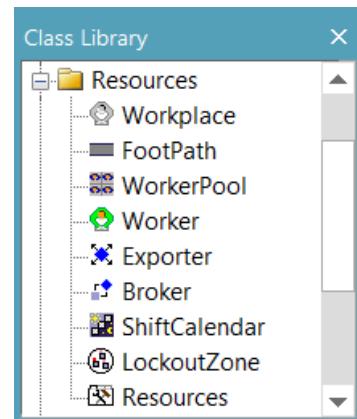 Class Library
Resources
Workplace
FootPath
WorkerPool
Worker
Exporter
Broker
ShiftCalendar
LockoutZone
Resources